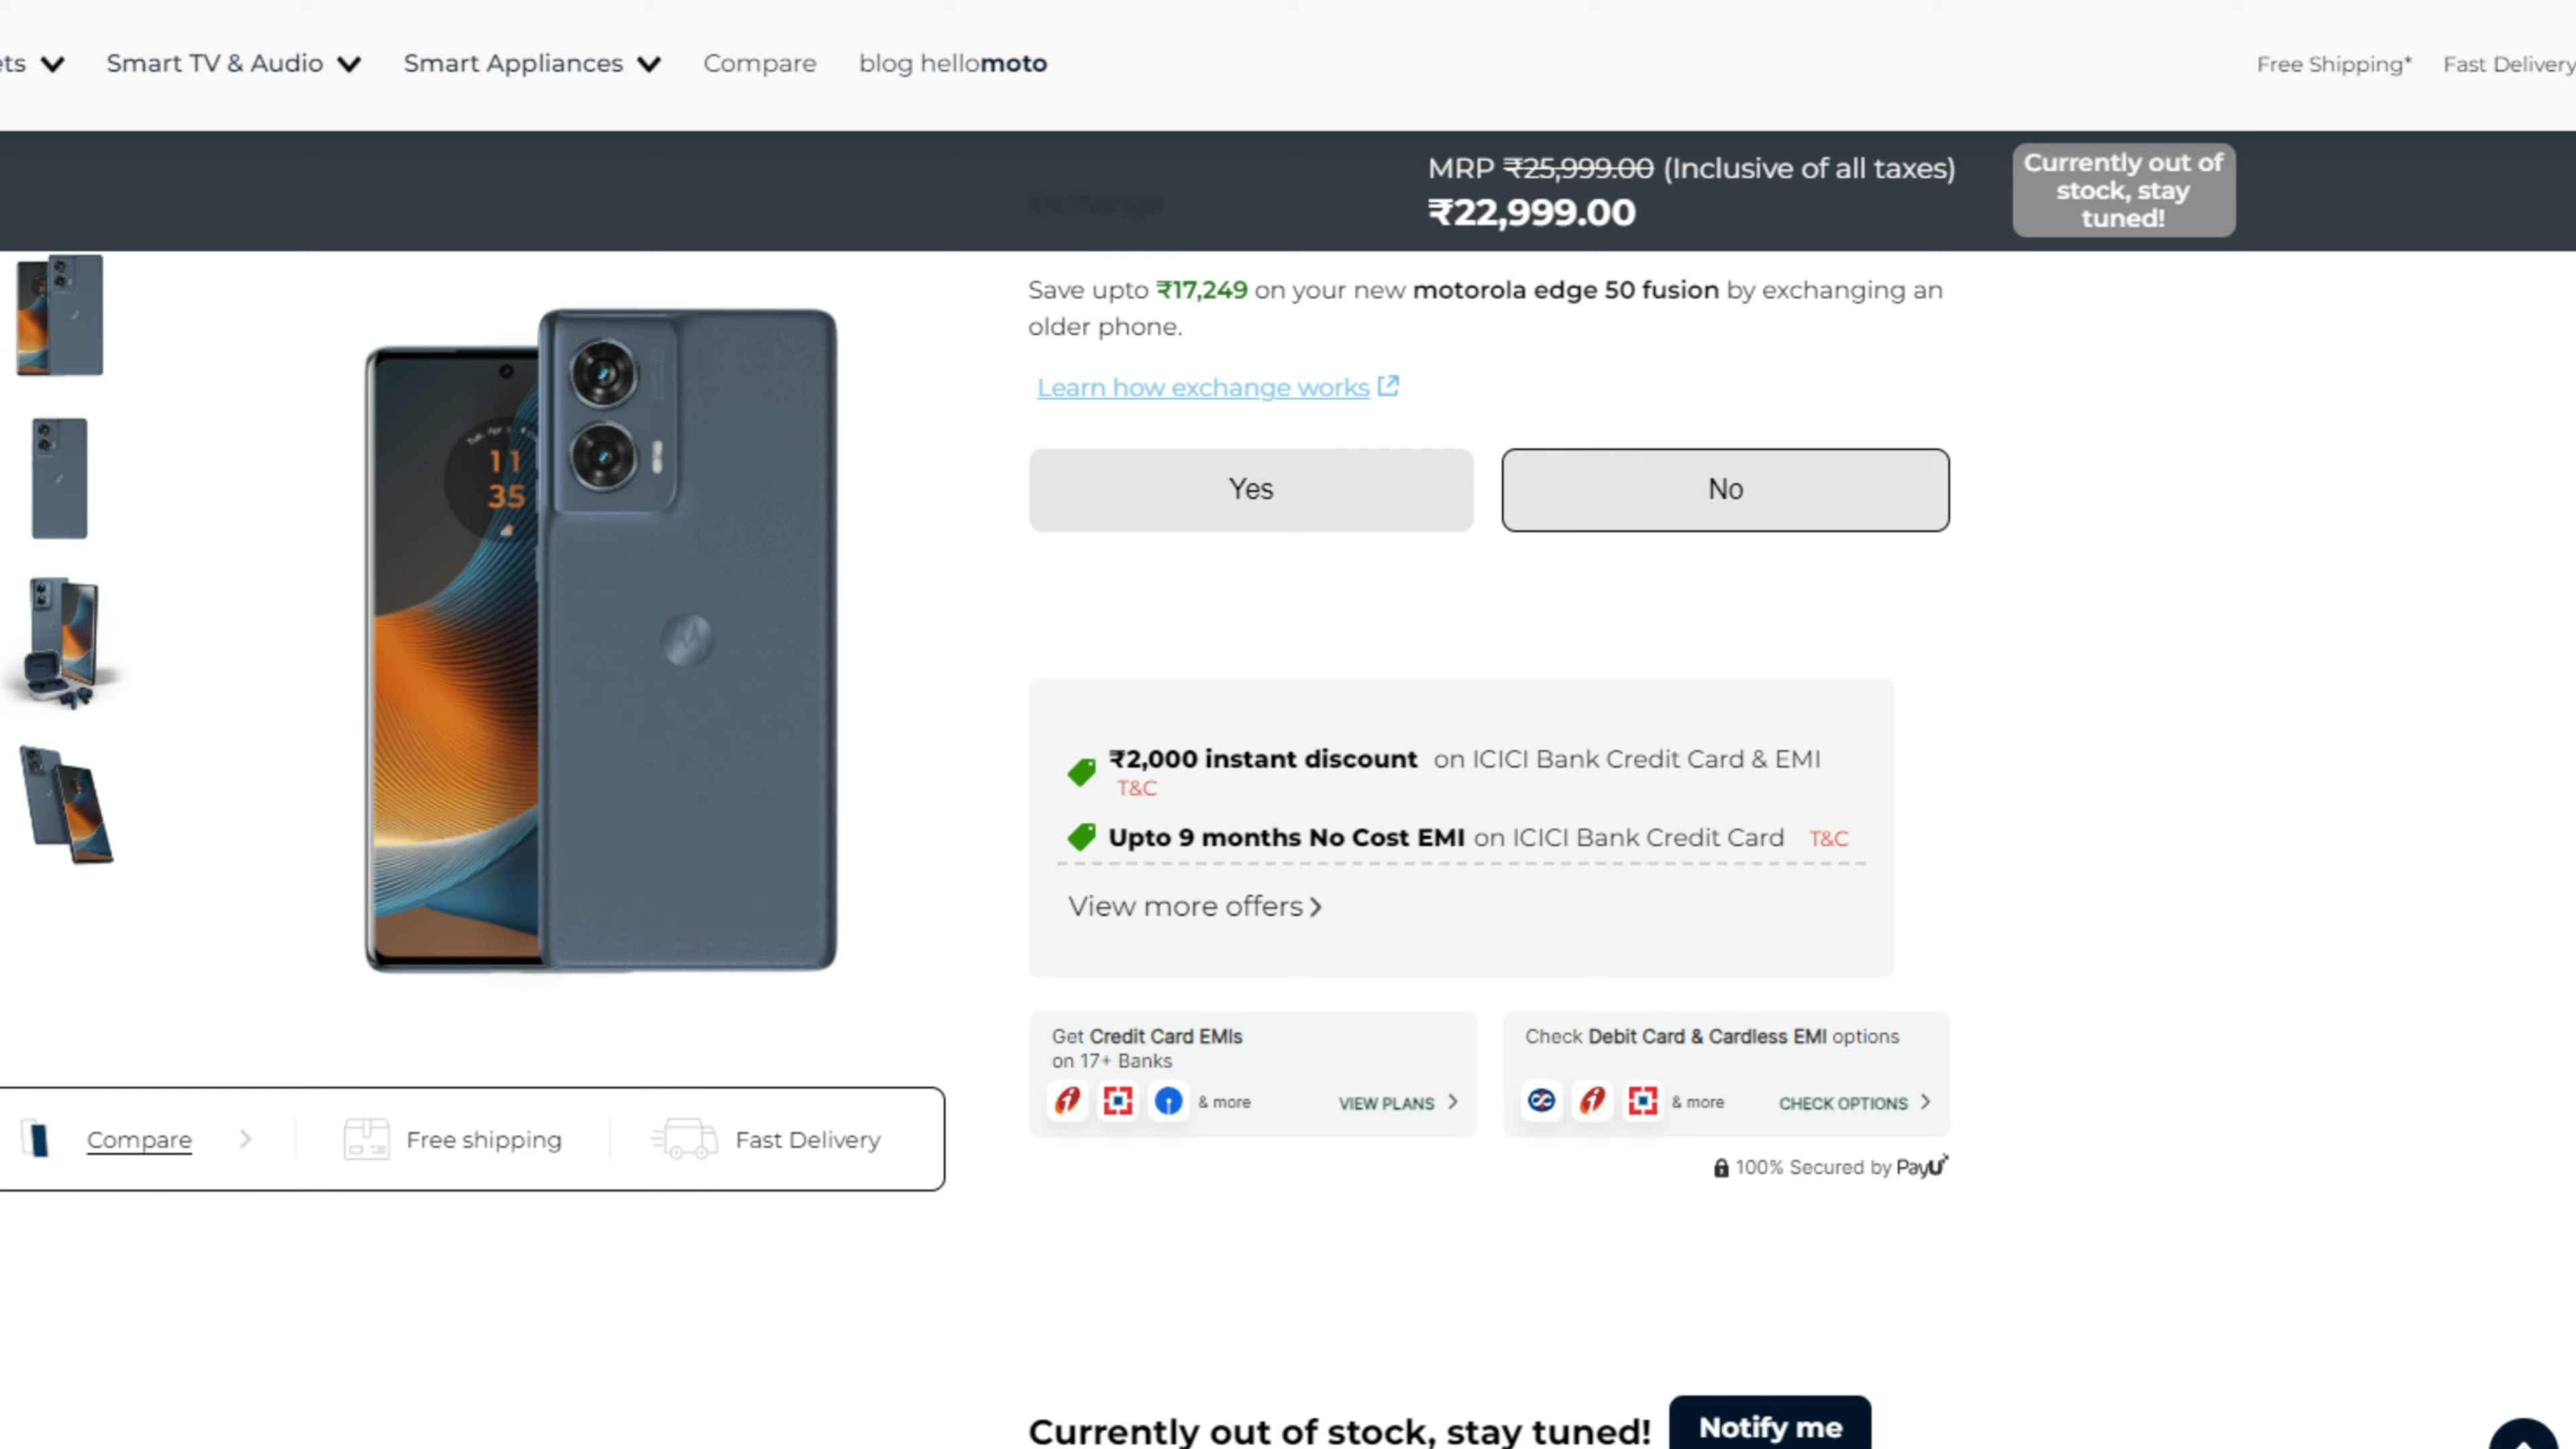 ets Smart TV & Audio Smart Appliances Compare blog hellomoto Free Shipping* Fast Delivery
MRP ₹25,999.00 (Inclusive of all taxes)
₹22,999.00
Currently out of
stock, stay
tuned!
Exchange
Save upto ₹17,249 on your new motorola edge 50 fusion by exchanging an
older phone.
Learn how exchange works
Yes No
11
35
₹2,000 instant discount on ICICI Bank Credit Card & EMI
T&C
Upto 9 months No Cost EMI on ICICI Bank Credit Card T&C
View more offers
Get Credit Card EMIs
on 17+ Banks
& more VIEW PLANS
Check Debit Card & Cardless EMI options
& more CHECK OPTIONS
100% Secured by PayU
Compare Free shipping Fast Delivery
Currently out of stock, stay tuned! Notify me